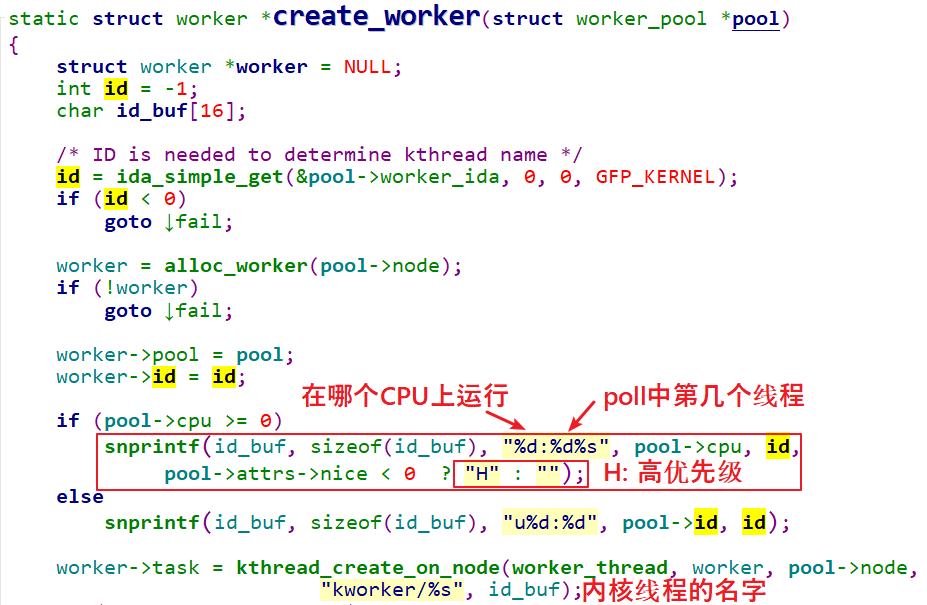 static struct worker *create_worker(struct worker_pool *pool)
{
struct worker *worker = NULL;
int id = -1;
char id_buf[16];
/* ID is needed to determine kthread name */
id = ida_simple_get(&pool->worker_ida, 0, 0, GFP_KERNEL);
if (id < 0)
goto ↓fail;
worker = alloc_worker(pool->node);
if (!worker)
goto ↓fail;
worker->pool = pool;
worker->id = id;
在哪个CPU上运行
poll中第几个线程
if (pool->cpu >= 0)
snprintf(id_buf, sizeof(id_buf), "%d:%d%s", pool->cpu, id,
pool->attrs->nice < 0 ? "H" : ""); H: 高优先级
else
snprintf(id_buf, sizeof(id_buf), "u%d:%d", pool->id, id);
worker->task = kthread_create_on_node(worker_thread, worker, pool->node,
"kworker/%s", id_buf);内核线程的名字